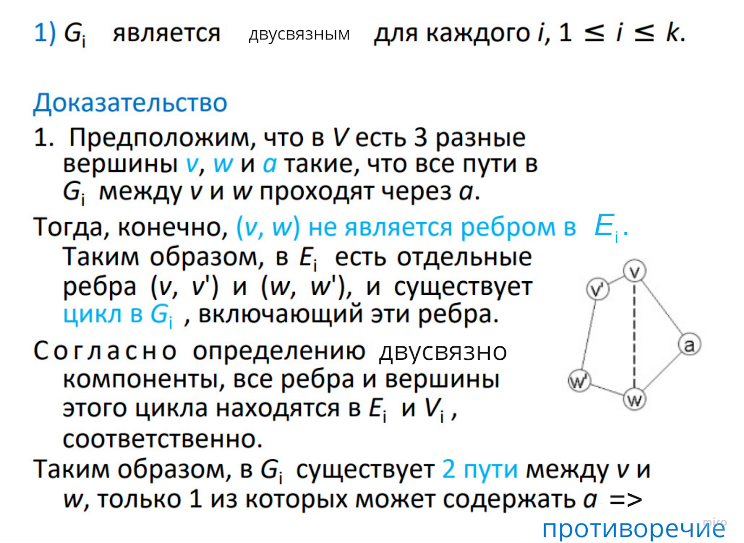 1) Gᵢ является двусвязным для каждого i, 1 ≤ i ≤ k.
Доказательство
1. Предположим, что в V есть 3 разные
вершины v, w и a такие, что все пути в
Gᵢ между v и w проходят через a.
Тогда, конечно, (v, w) не является ребром в Eᵢ.
Таким образом, в Eᵢ есть отдельные
ребра (v, v') и (w, w'), и существует
цикл в Gᵢ , включающий эти ребра.
Согласно определению двусвязно
компоненты, все ребра и вершины
этого цикла находятся в Eᵢ и Vᵢ ,
соответственно.
Таким образом, в Gᵢ существует 2 пути между v и
w, только 1 из которых может содержать a =>
противоречие
v
v'
a
w'
w
miro